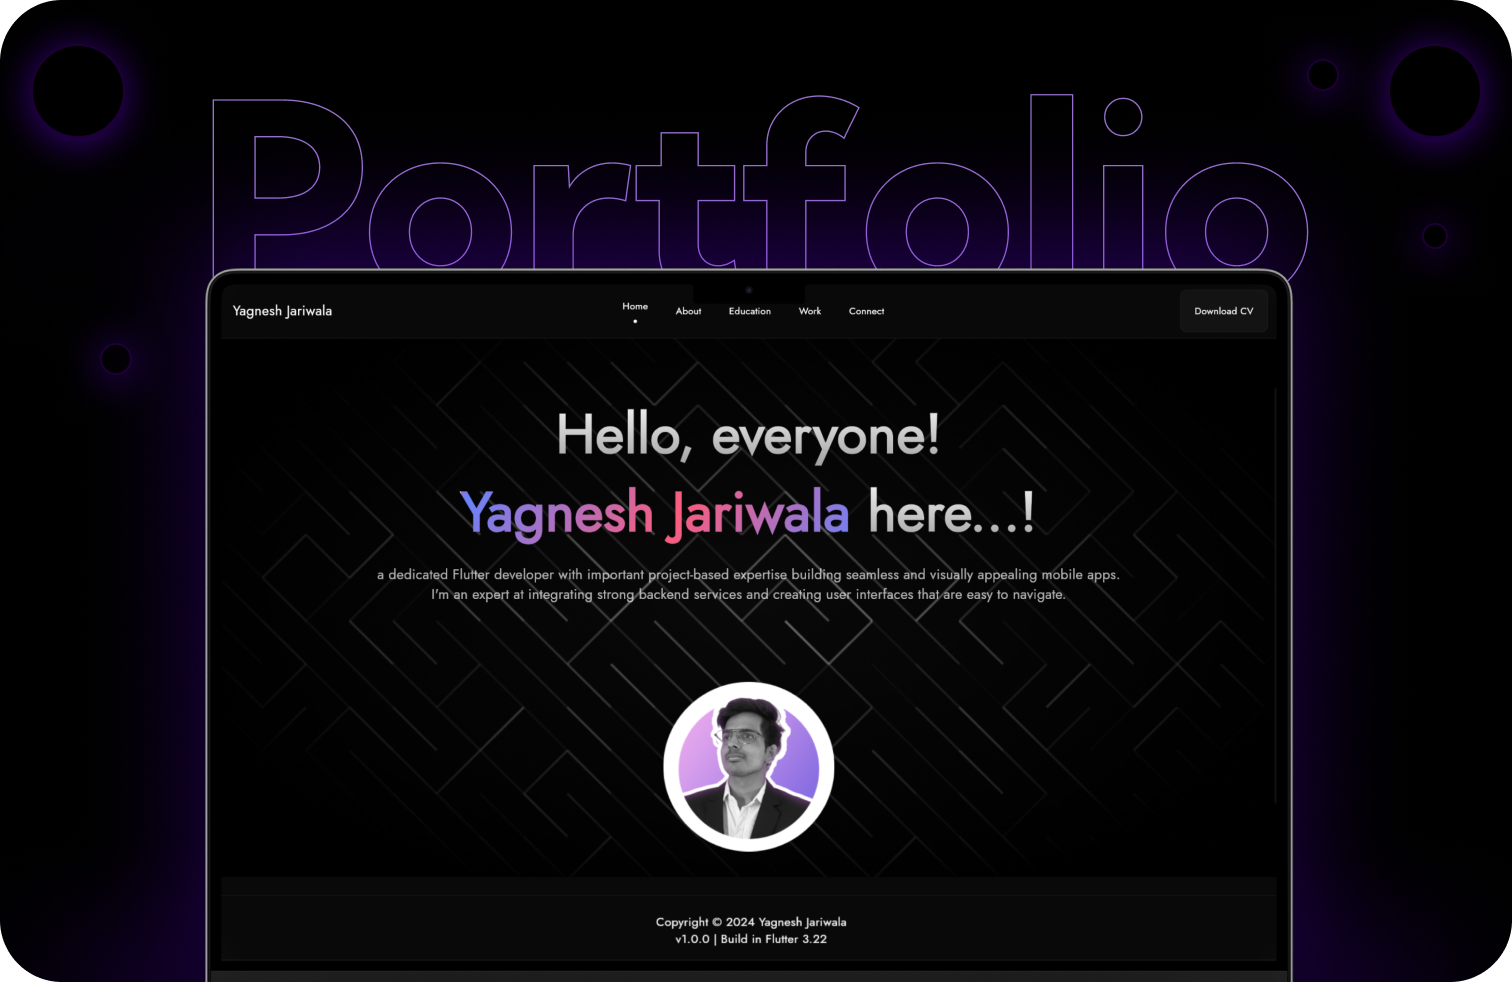 Portfolio
Yagnesh Jariwala
Home
About
Education
Work
Connect
Download CV
Hello, everyone!
Yagnesh Jariwala here...!
a dedicated Flutter developer with important project-based expertise building seamless and visually appealing mobile apps.
I'm an expert at integrating strong backend services and creating user interfaces that are easy to navigate.
Copyright © 2024 Yagnesh Jariwala
v1.0.0 | Build in Flutter 3.22